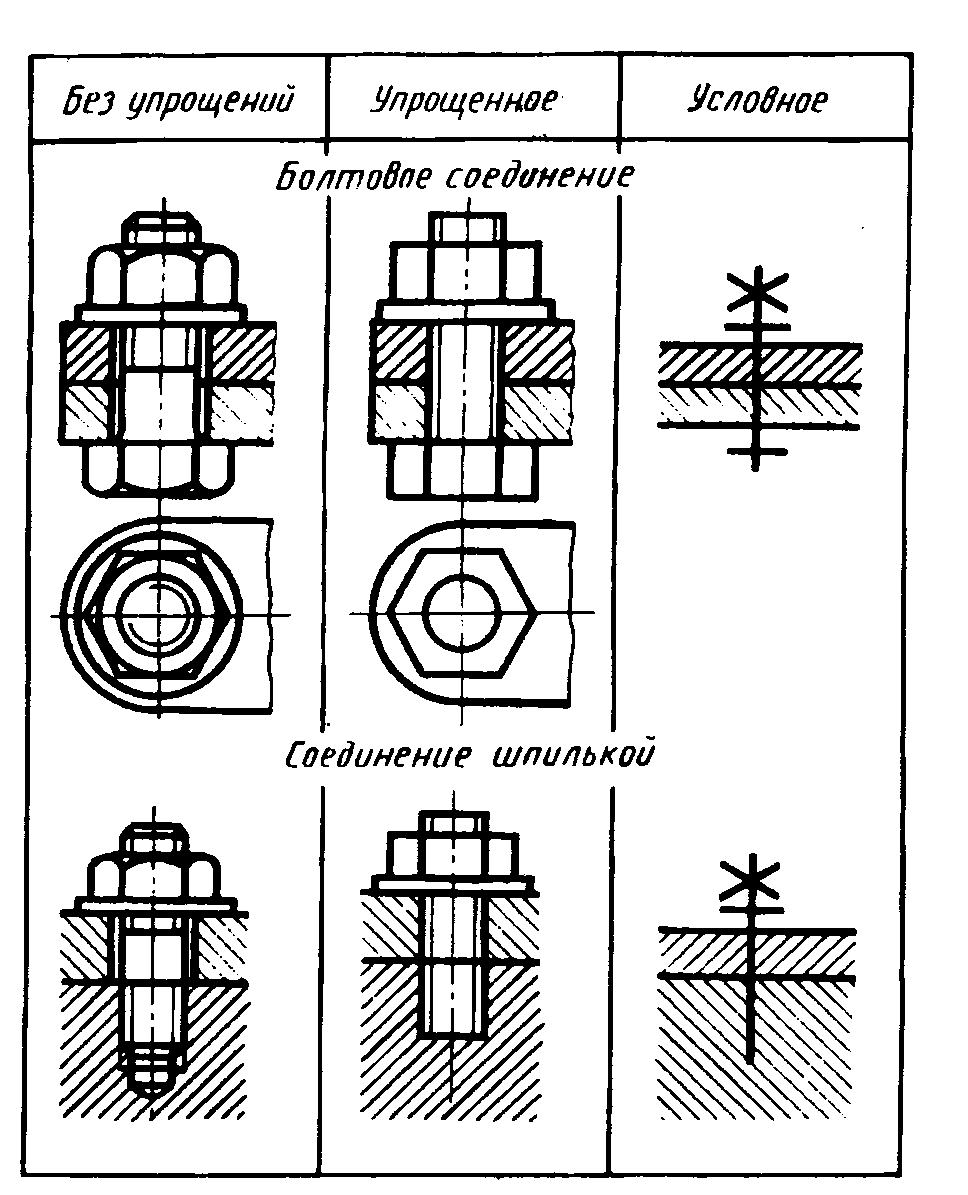 Без упрощений
Упрощенное
Условное
Болтовое соединение
Соединение шпилькой